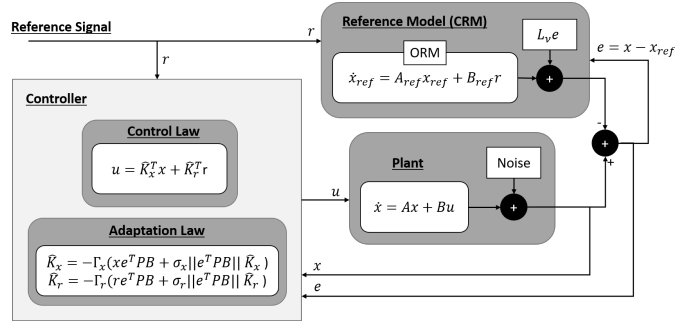 Reference Signal
r
r
Reference Model (CRM)
ORM
ẋ_ref = A_ref x_ref + B_ref r
L_v e
+
e = x − x_ref
-
+
+
Controller
Control Law
u = K̂_x^T x + K̂_r^T r
Adaptation Law
K̂_x = −Γ_x(xe^T PB + σ_x||e^T PB|| K̂_x )
K̂_r = −Γ_r(re^T PB + σ_r||e^T PB|| K̂_r )
u
Plant
ẋ = Ax + Bu
Noise
+
x
e